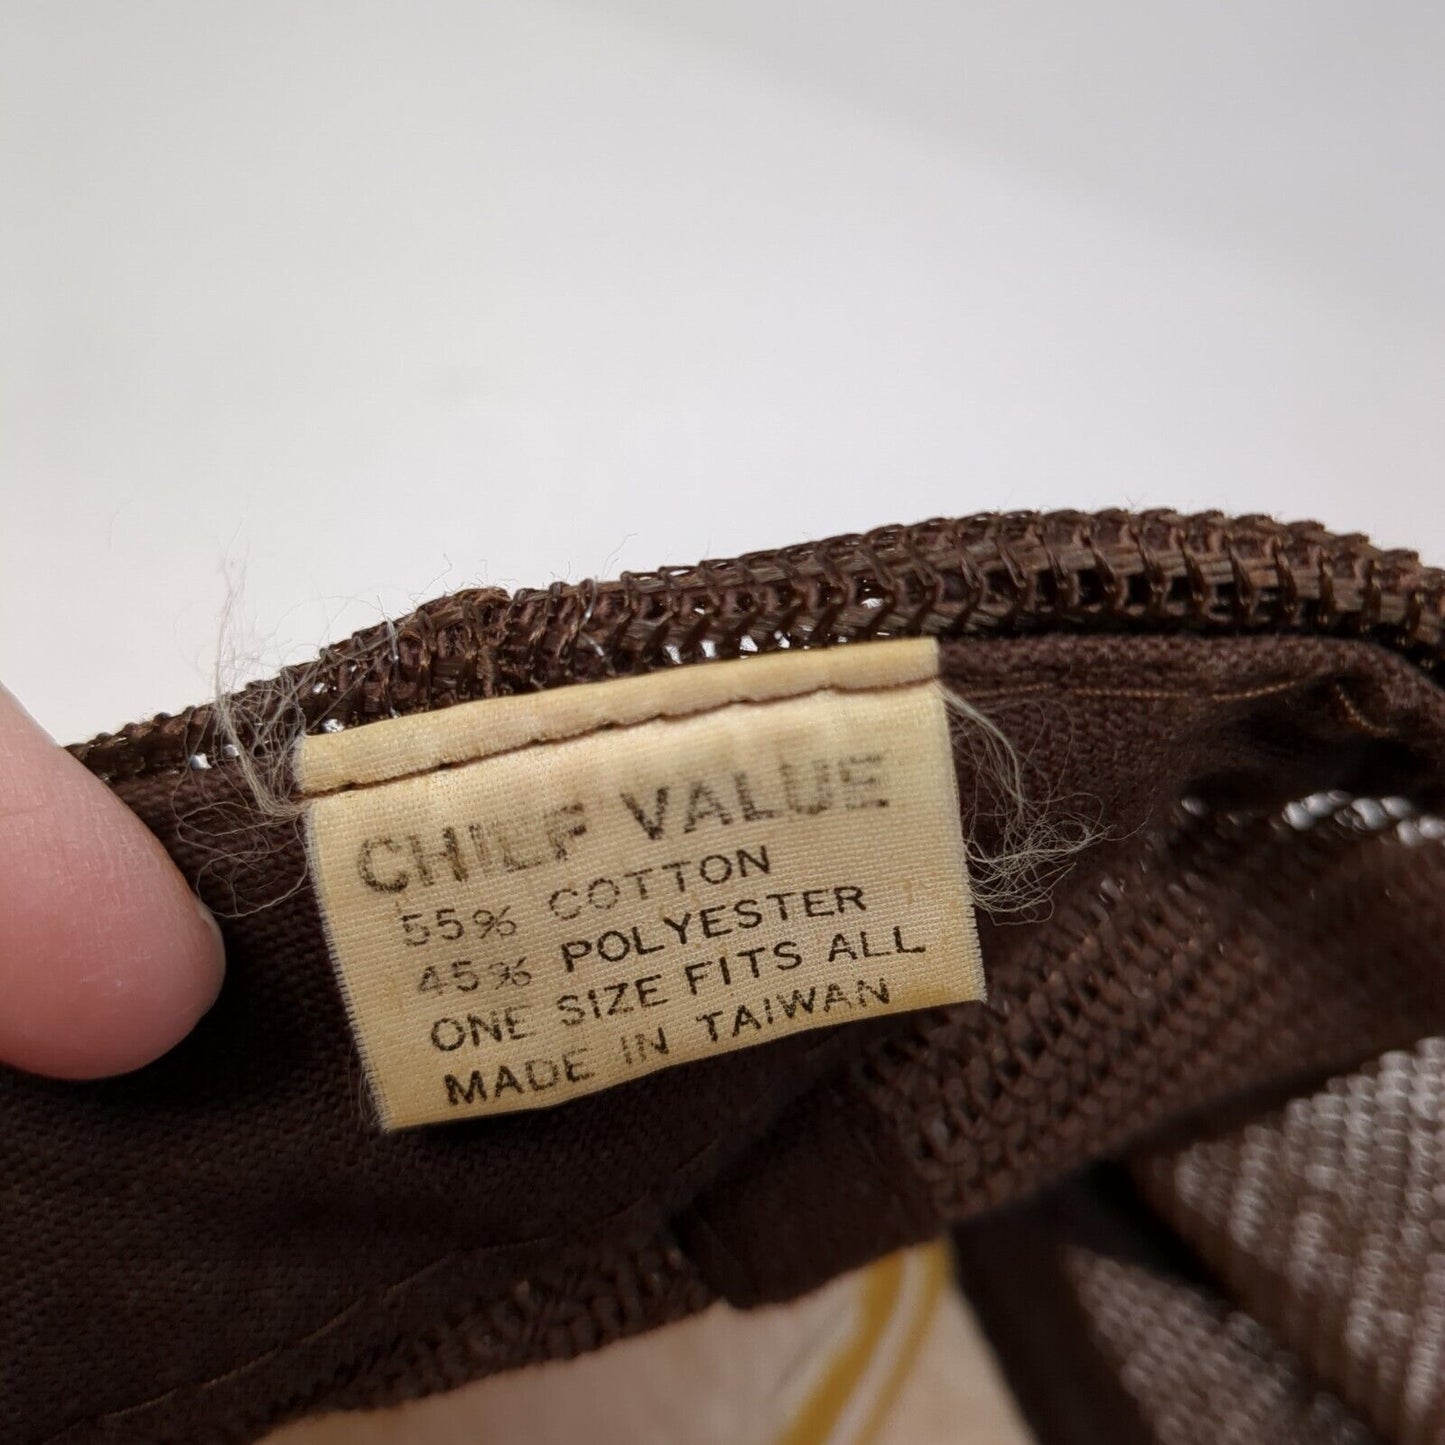 CHIEF VALUE
55% COTTON
45% POLYESTER
ONE SIZE FITS ALL
MADE IN TAIWAN